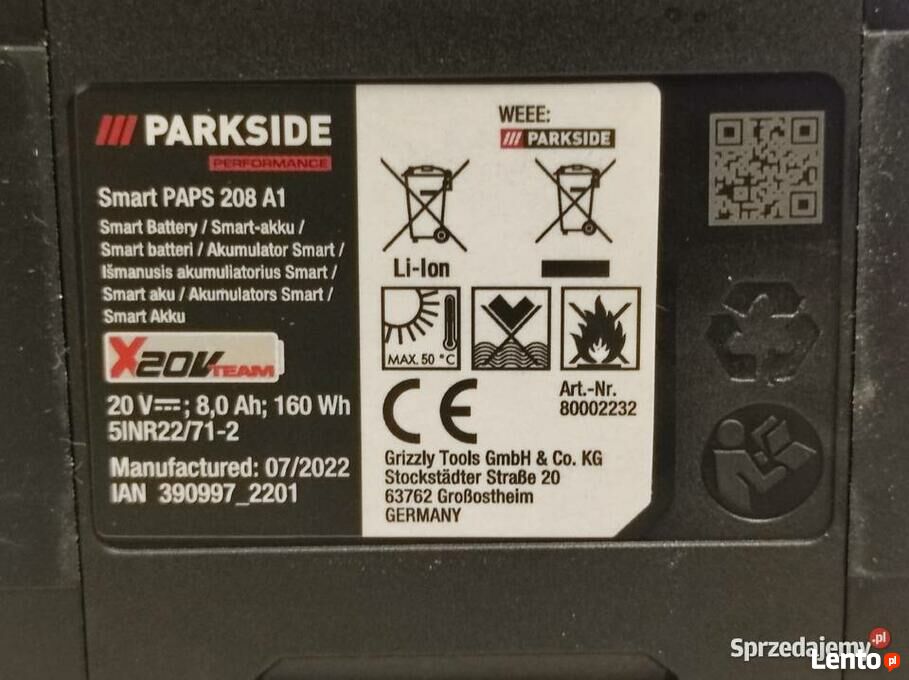 PARKSIDE
PERFORMANCE
Smart PAPS 208 A1
Smart Battery / Smart-akku /
Smart batteri / Akumulator Smart /
Išmanusis akumuliatorius Smart /
Smart aku / Akumulators Smart /
Smart Akku
X20V TEAM
20 V⎓; 8,0 Ah; 160 Wh
5INR22/71-2
Manufactured: 07/2022
IAN 390997_2201
WEEE:
PARKSIDE
Li-Ion
MAX. 50 °C
CE
Art.-Nr.
80002232
Grizzly Tools GmbH & Co. KG
Stockstädter Straße 20
63762 Großostheim
GERMANY
Sprzedajemy.pl
Lento.pl